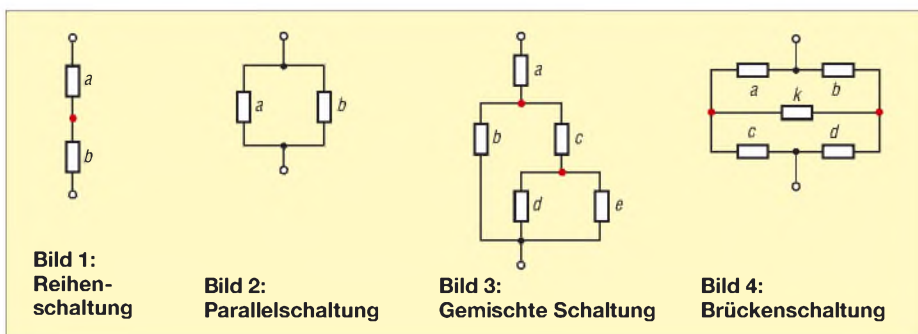 a
b
Bild 1:
Reihen-
schaltung
a
b
Bild 2:
Parallelschaltung
a
b
c
d
e
Bild 3:
Gemischte Schaltung
a
b
k
c
d
Bild 4:
Brückenschaltung